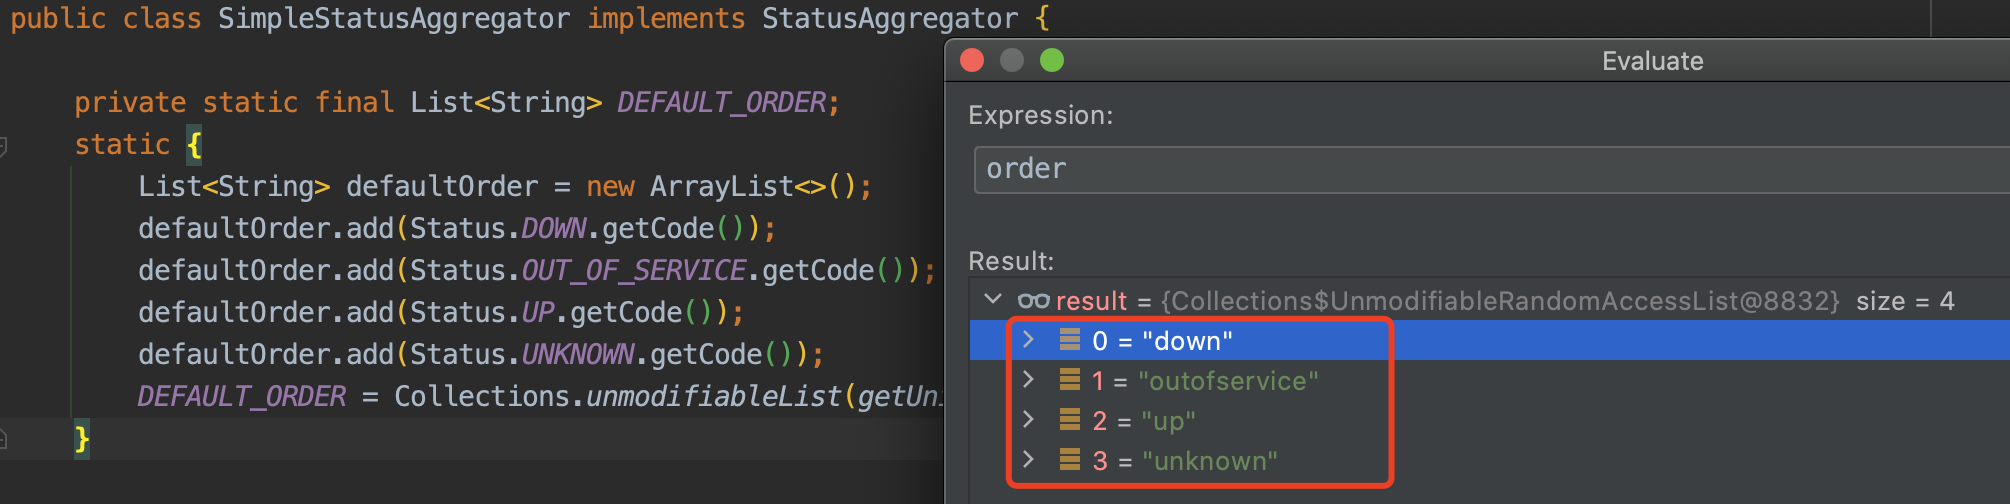 public class SimpleStatusAggregator implements StatusAggregator {
private static final List<String> DEFAULT_ORDER;
static {
List<String> defaultOrder = new ArrayList<>();
defaultOrder.add(Status.DOWN.getCode());
defaultOrder.add(Status.OUT_OF_SERVICE.getCode());
defaultOrder.add(Status.UP.getCode());
defaultOrder.add(Status.UNKNOWN.getCode());
DEFAULT_ORDER = Collections.unmodifiableList(getUni
}
Evaluate
Expression:
order
Result:
result = {Collections$UnmodifiableRandomAccessList@8832} size = 4
0 = "down"
1 = "outofservice"
2 = "up"
3 = "unknown"